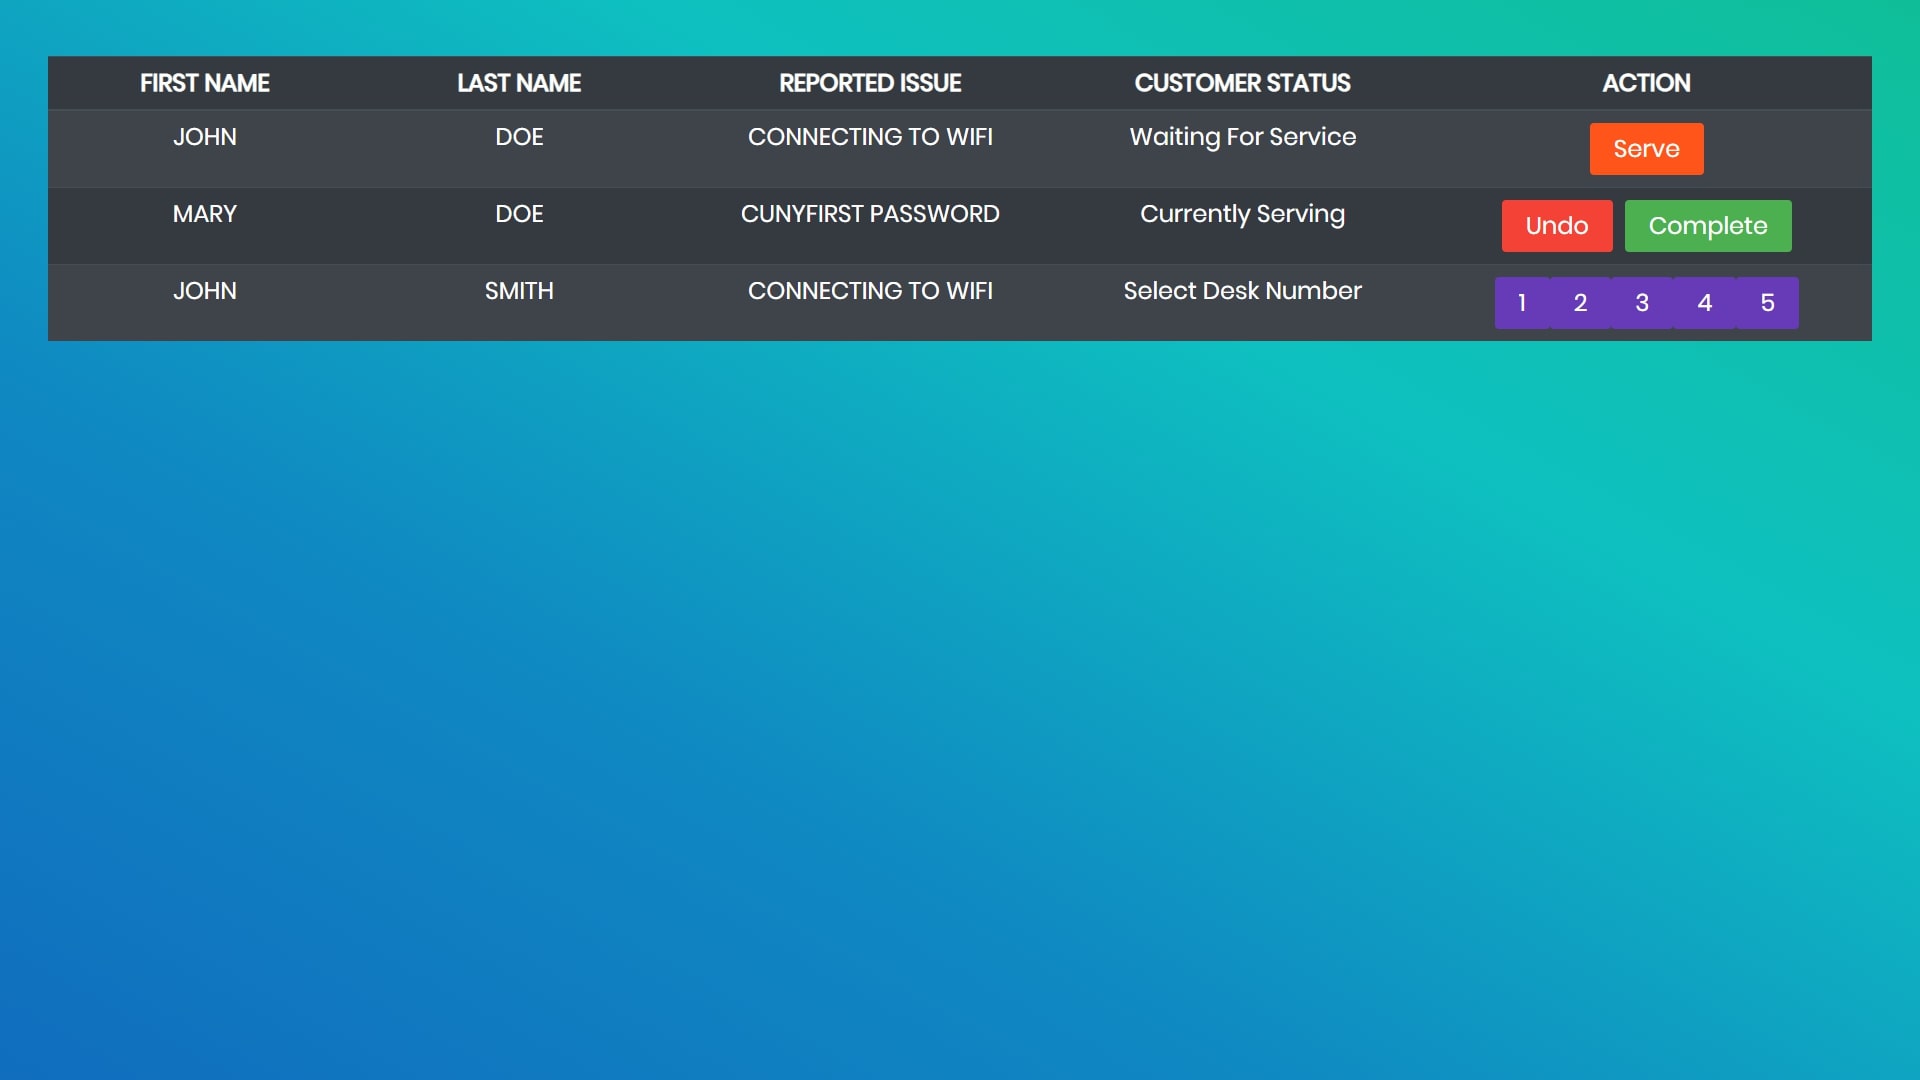 FIRST NAME LAST NAME REPORTED ISSUE CUSTOMER STATUS ACTION
JOHN DOE CONNECTING TO WIFI Waiting For Service Serve
MARY DOE CUNYFIRST PASSWORD Currently Serving Undo Complete
JOHN SMITH CONNECTING TO WIFI Select Desk Number 1 2 3 4 5